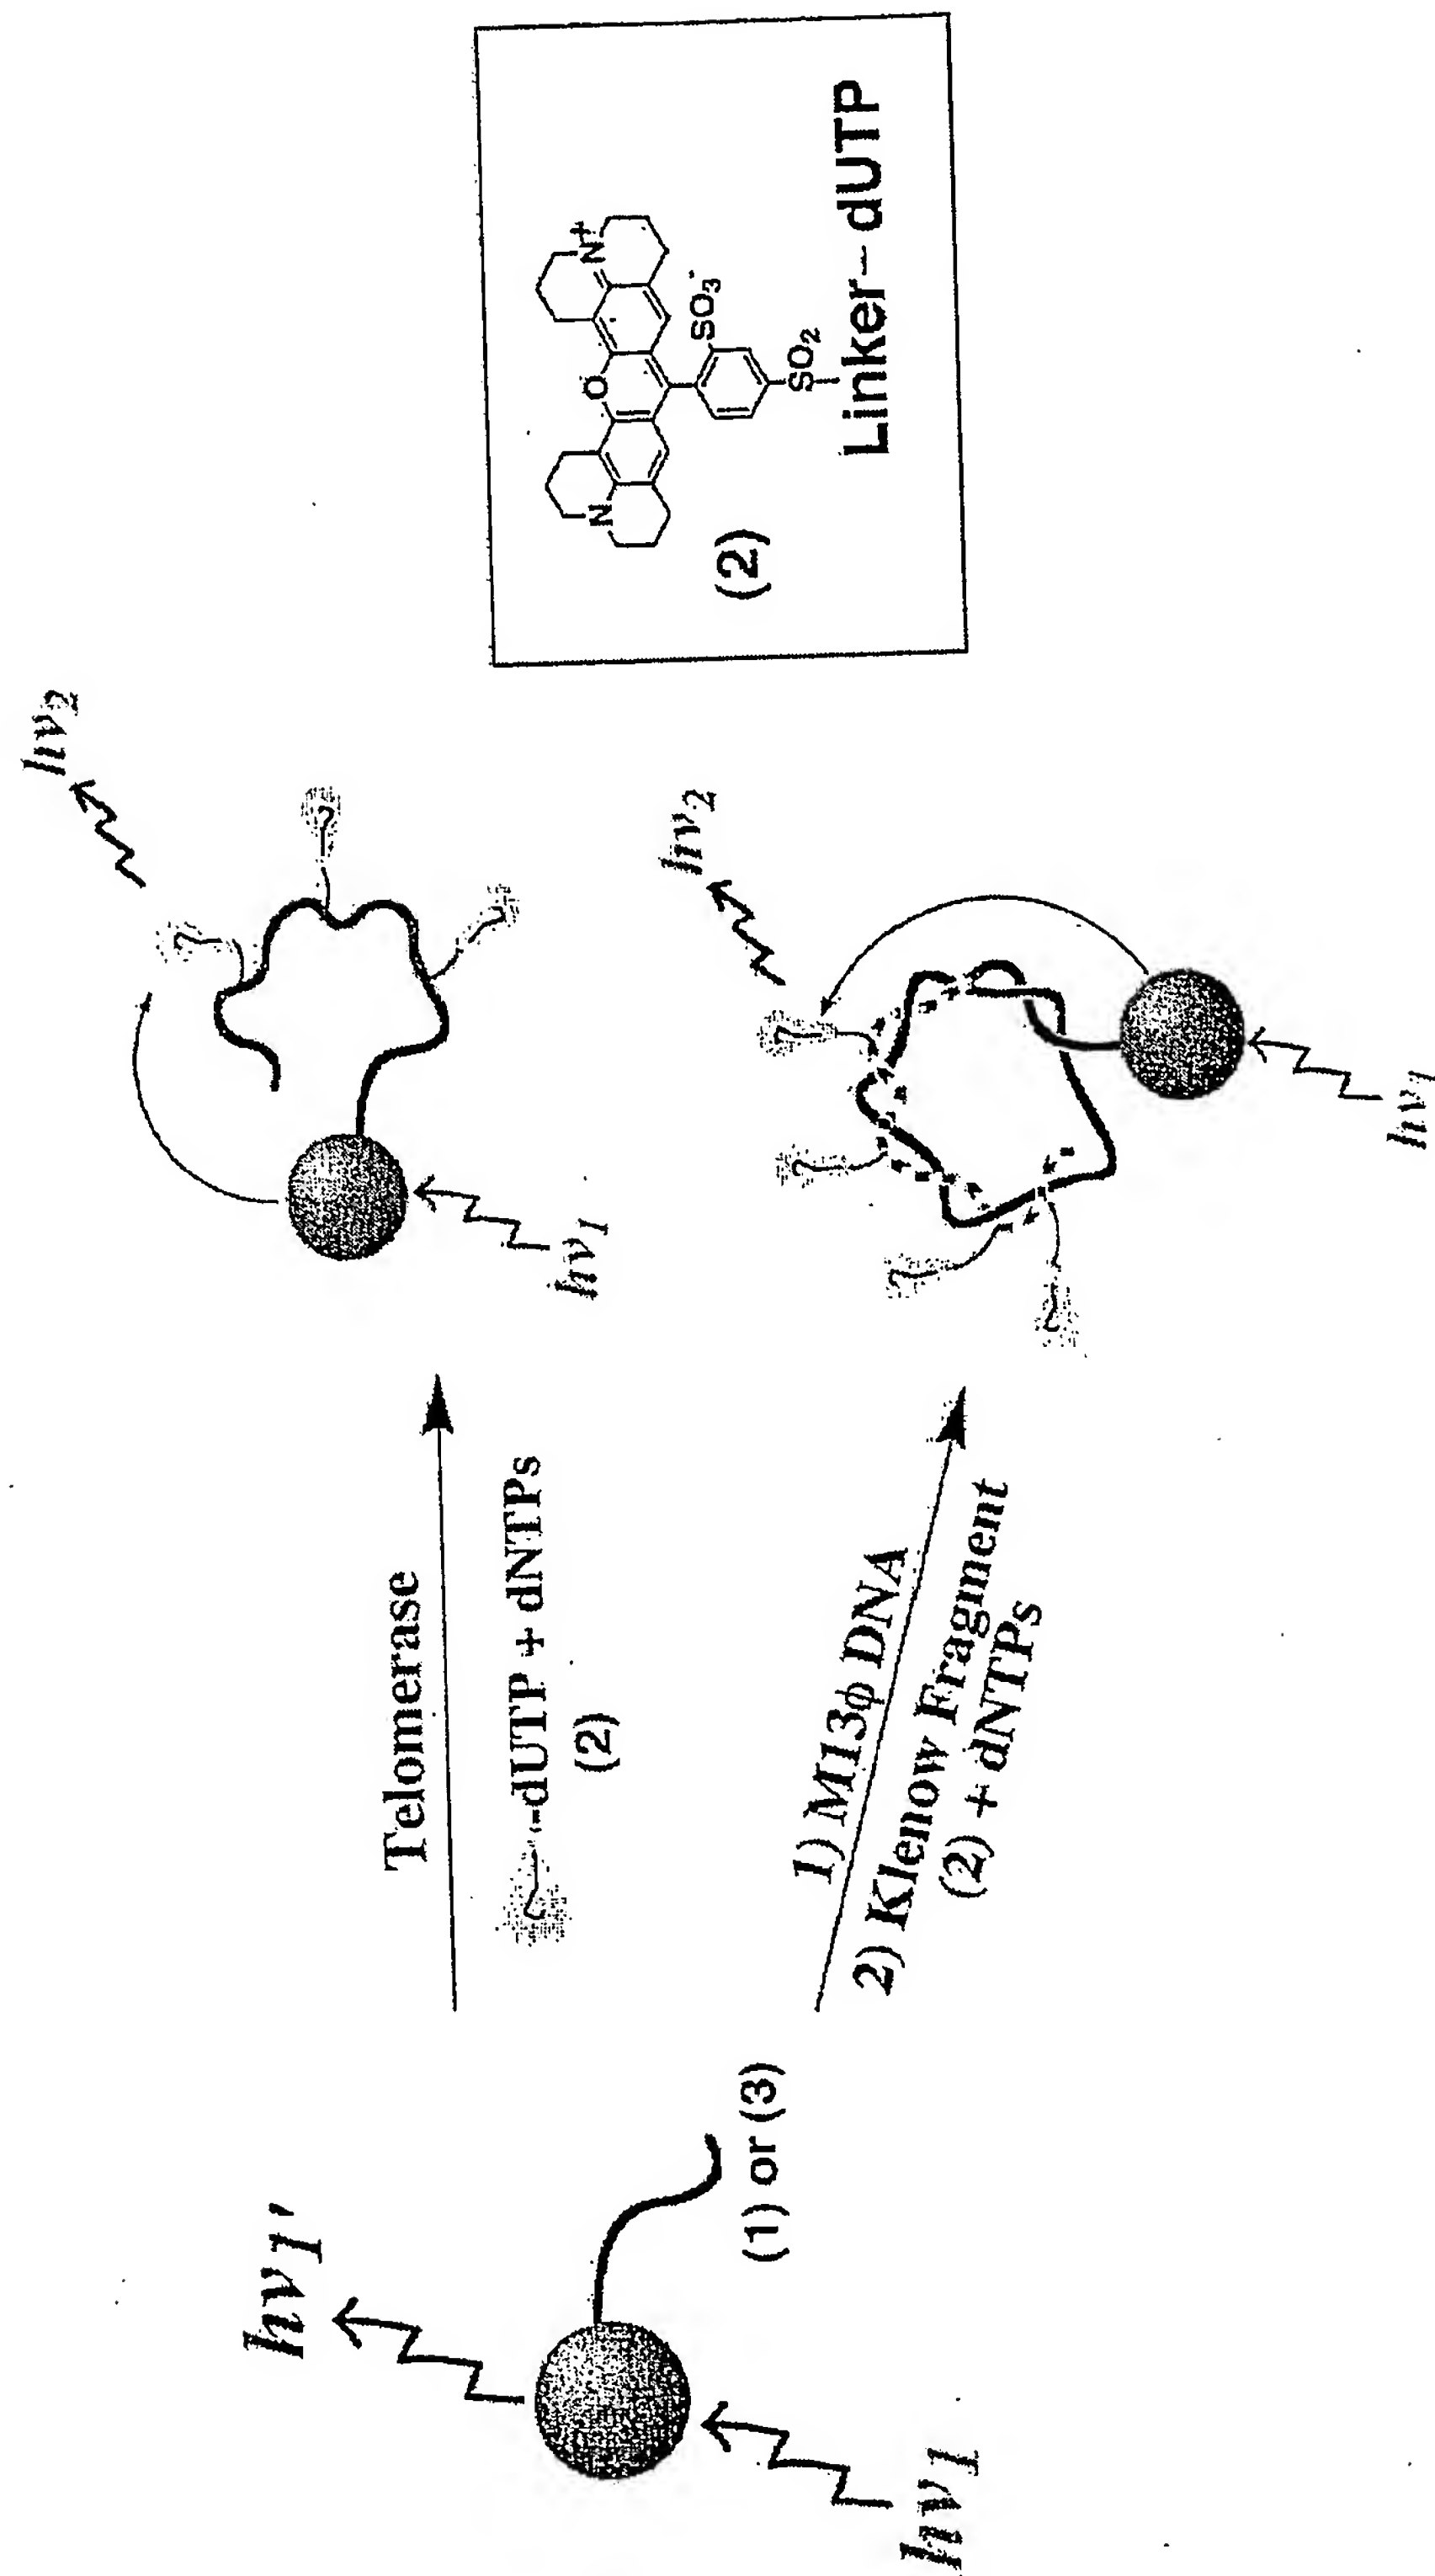 hν1'
hν1
(1) or (3)
Telomerase
-dUTP + dNTPs
(2)
1) M13ϕ DNA
2) Klenow Fragment
(2) + dNTPs
hν1
hν2
hν1
hν2
(2)
N
O
N+
SO3-
SO2
Linker–dUTP